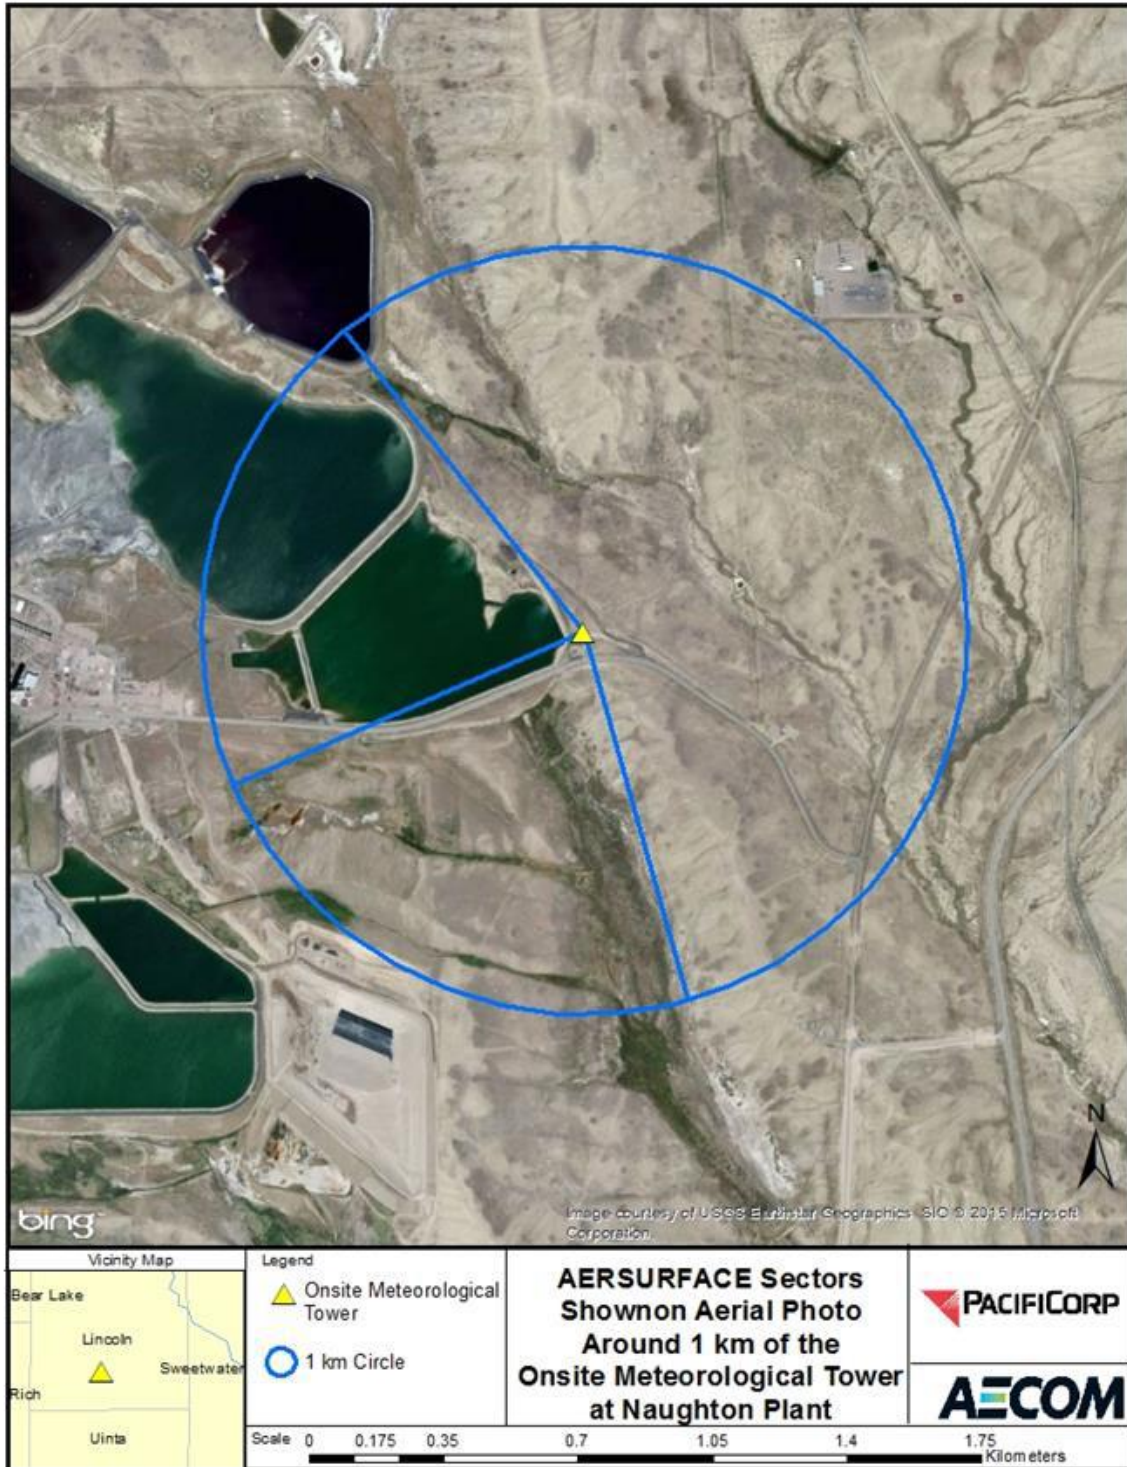 N
bing
Image courtesy of USGS Earthstar Geographics SIO © 2015 Microsoft
Corporation.
Vicinity Map
Bear Lake
Lincoln
Sweetwater
Rich
Uinta
Legend
Onsite Meteorological
Tower
1 km Circle
AERSURFACE Sectors
Shownon Aerial Photo
Around 1 km of the
Onsite Meteorological Tower
at Naughton Plant
PACIFICORP
AECOM
Scale 0 0.175 0.35 0.7 1.05 1.4 1.75
Kilometers